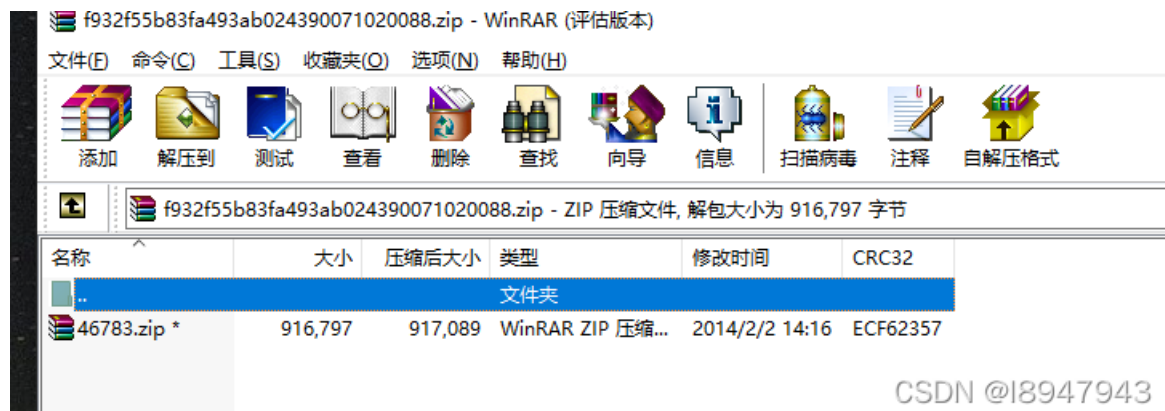 f932f55b83fa493ab024390071020088.zip - WinRAR (评估版本)
文件(F) 命令(C) 工具(S) 收藏夹(O) 选项(N) 帮助(H)
添加 解压到 测试 查看 删除 查找 向导 信息 扫描病毒 注释 自解压格式
f932f55b83fa493ab024390071020088.zip - ZIP 压缩文件, 解包大小为 916,797 字节
名称 大小 压缩后大小 类型 修改时间 CRC32
.. 文件夹
46783.zip * 916,797 917,089 WinRAR ZIP 压缩... 2014/2/2 14:16 ECF62357
CSDN @l8947943